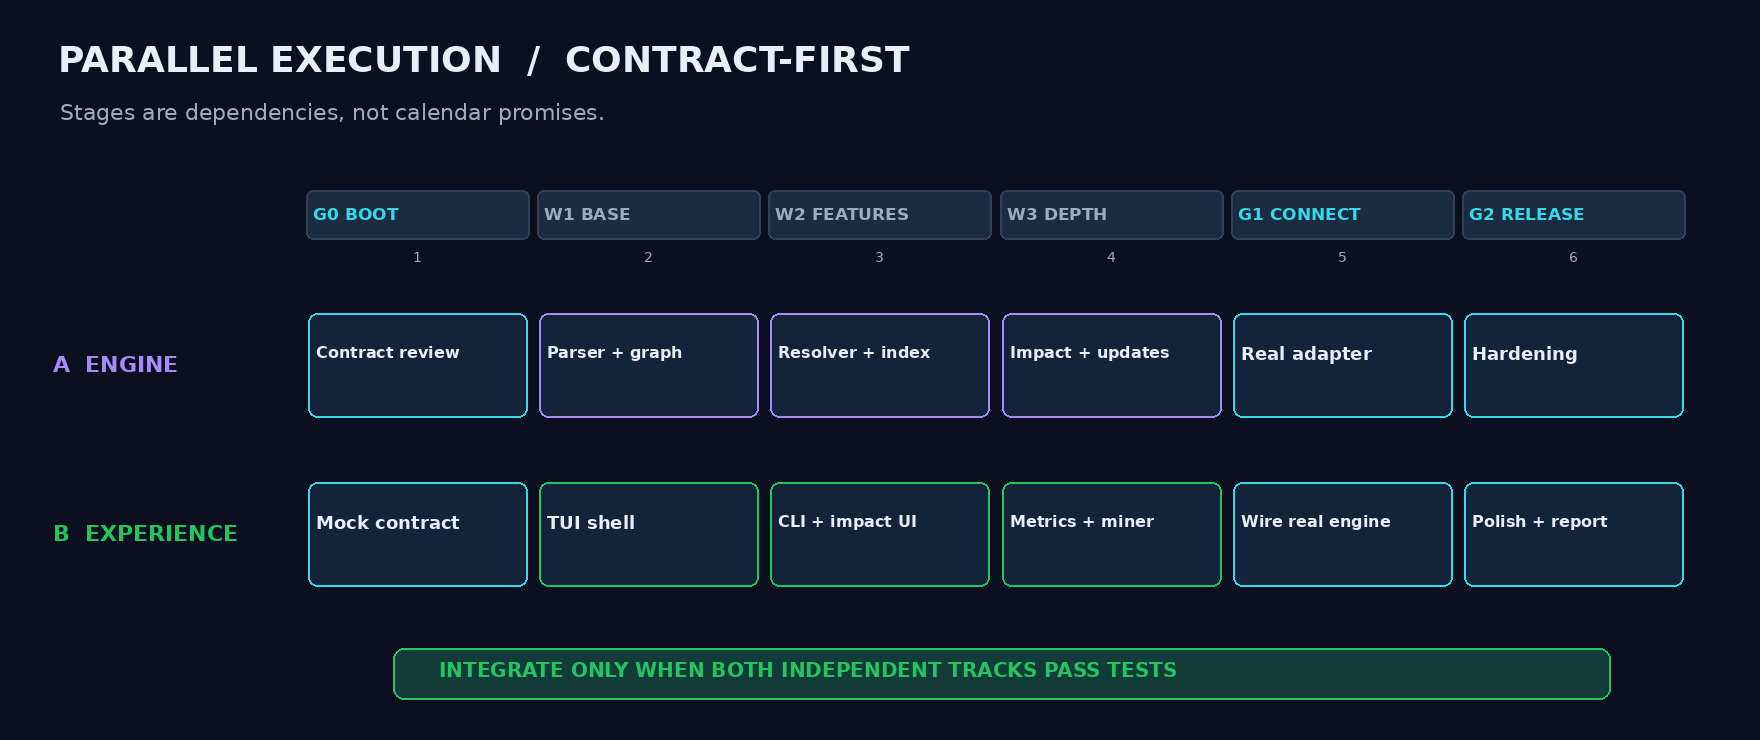 PARALLEL EXECUTION / CONTRACT-FIRST
Stages are dependencies, not calendar promises.
G0 BOOT
W1 BASE
W2 FEATURES
W3 DEPTH
G1 CONNECT
G2 RELEASE
1
2
3
4
5
6
A ENGINE
Contract review
Parser + graph
Resolver + index
Impact + updates
Real adapter
Hardening
B EXPERIENCE
Mock contract
TUI shell
CLI + impact UI
Metrics + miner
Wire real engine
Polish + report
INTEGRATE ONLY WHEN BOTH INDEPENDENT TRACKS PASS TESTS